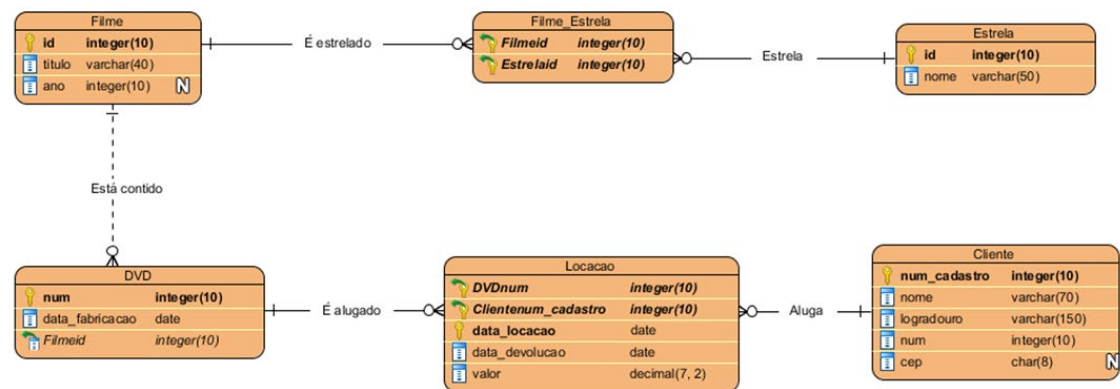 Filme
id integer(10)
titulo varchar(40)
ano integer(10) N
É estrelado
Filme_Estrela
Filmeid integer(10)
Estrelaid integer(10)
Estrela
Estrela
id integer(10)
nome varchar(50)
Está contido
DVD
num integer(10)
data_fabricacao date
Filmeid integer(10)
É alugado
Locacao
DVDnum integer(10)
Clientenum_cadastro integer(10)
data_locacao date
data_devolucao date
valor decimal(7, 2)
Aluga
Cliente
num_cadastro integer(10)
nome varchar(70)
logradouro varchar(150)
num integer(10)
cep char(8) N